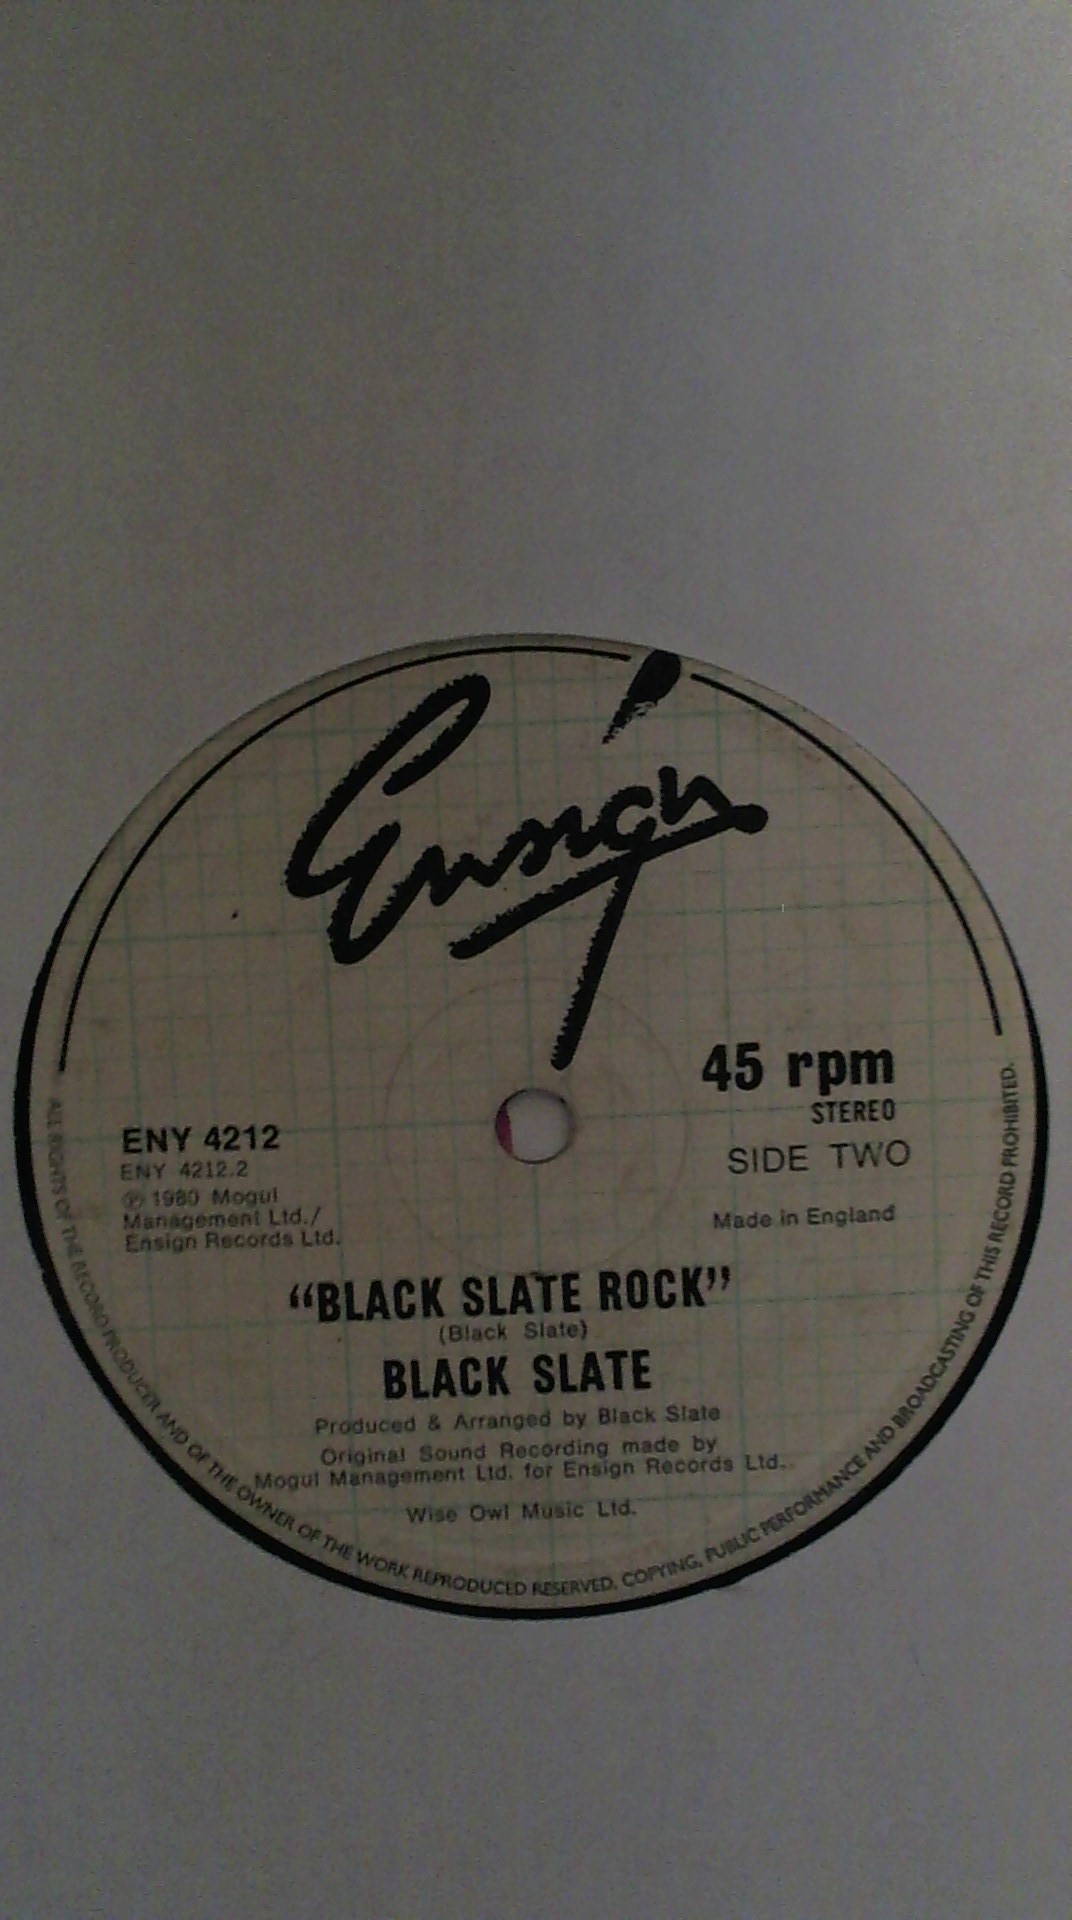 Ensign
45 rpm
STEREO
SIDE TWO
Made in England
ENY 4212
ENY 4212.2
℗ 1980 Mogul
Management Ltd./
Ensign Records Ltd.
“BLACK SLATE ROCK”
(Black Slate)
BLACK SLATE
Produced & Arranged by Black Slate
Original Sound Recording made by
Mogul Management Ltd. for Ensign Records Ltd.
Wise Owl Music Ltd.
ALL RIGHTS OF THE RECORD PRODUCER AND OF THE OWNER OF THE WORK REPRODUCED RESERVED. COPYING, PUBLIC PERFORMANCE AND BROADCASTING OF THIS RECORD PROHIBITED.